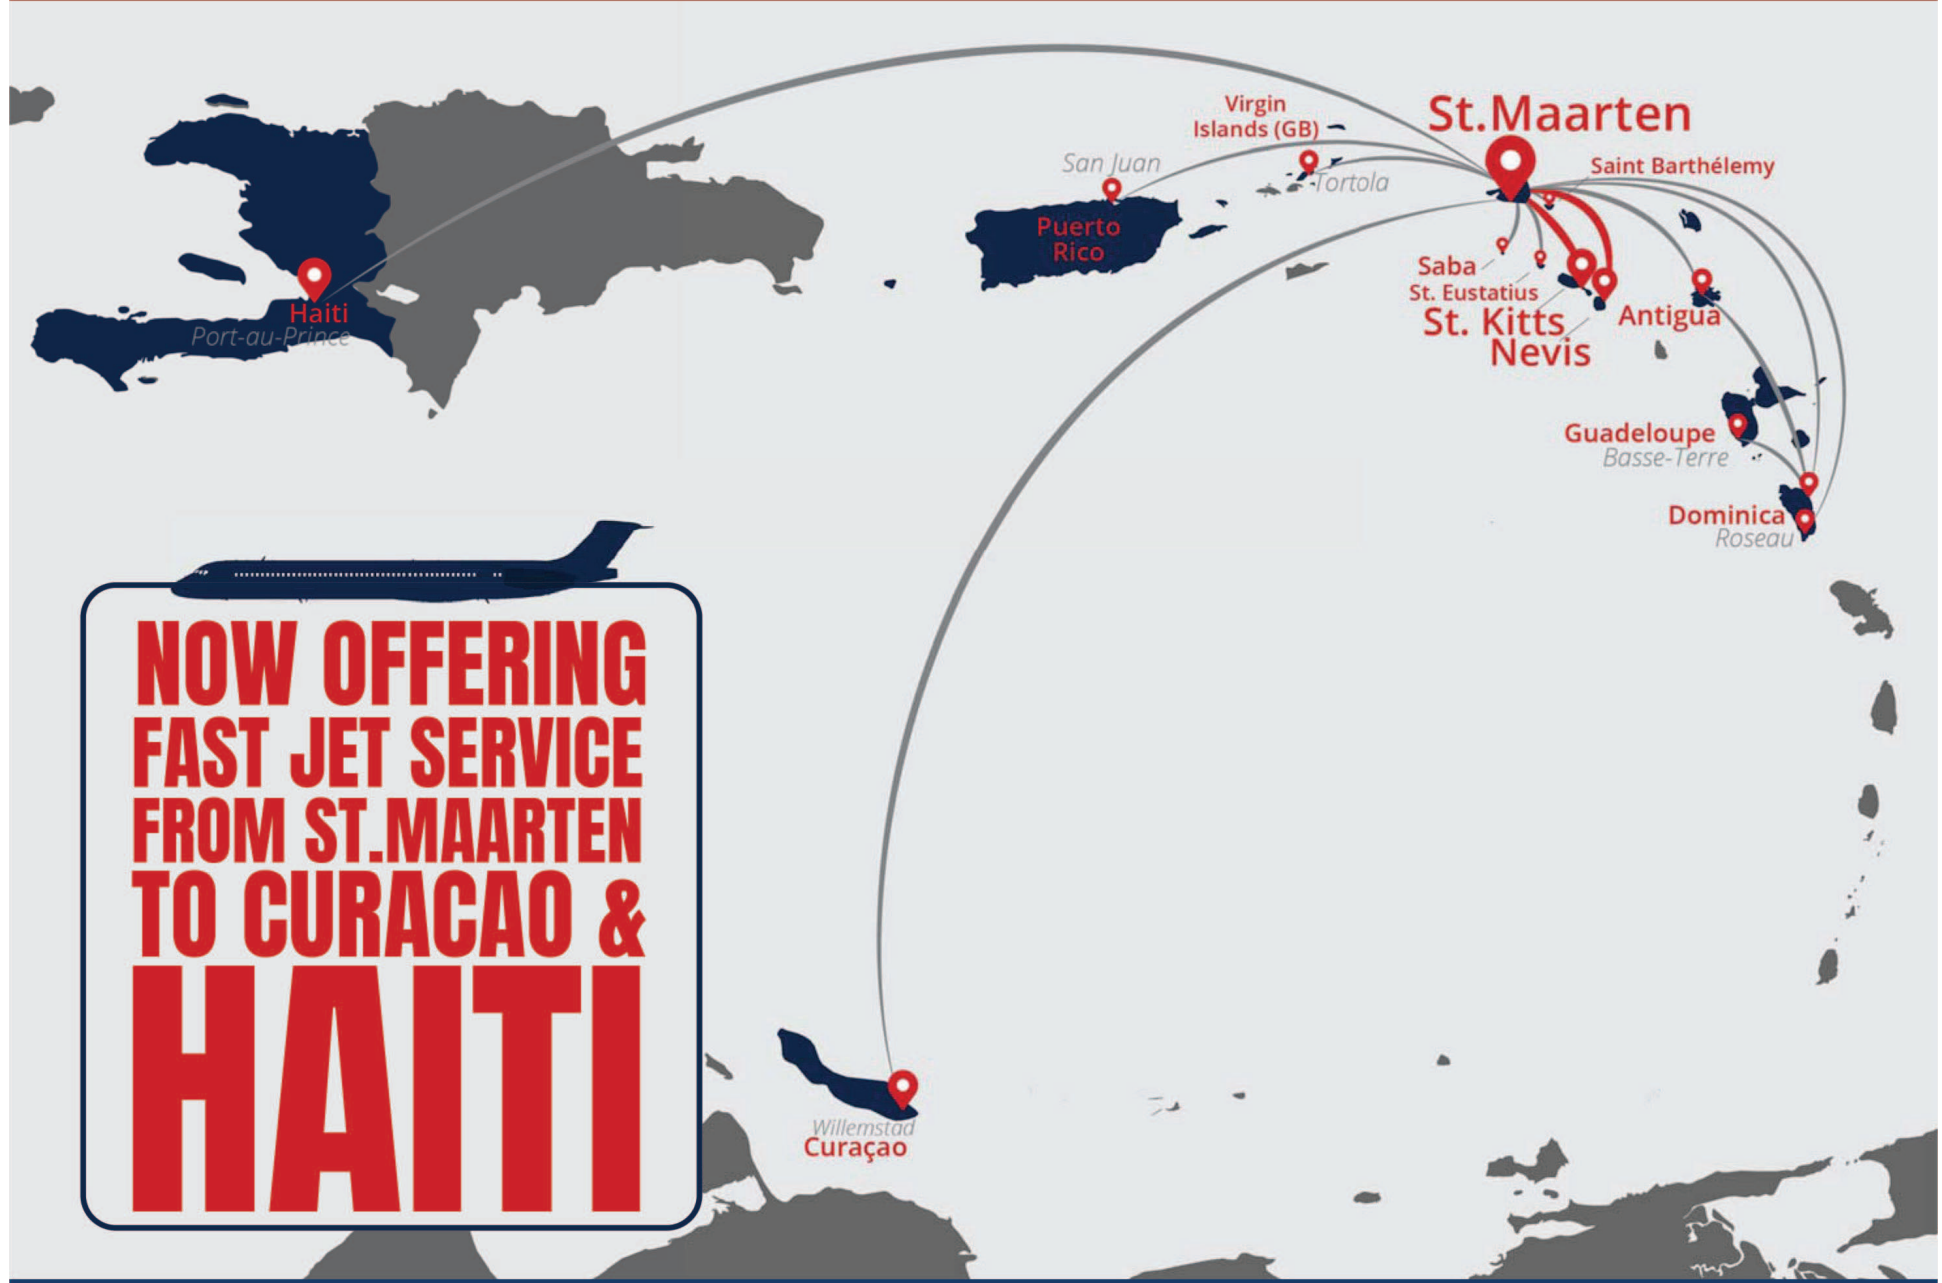 St.Maarten
Virgin
Islands (GB)
San Juan
Saint Barthélemy
Tortola
Puerto
Rico
Saba
St. Eustatius
St. Kitts
Nevis
Antigua
Haiti
Port-au-Prince
Guadeloupe
Basse-Terre
Dominica
Roseau
NOW OFFERING
FAST JET SERVICE
FROM ST.MAARTEN
TO CURACAO &
HAITI
Willemstad
Curaçao